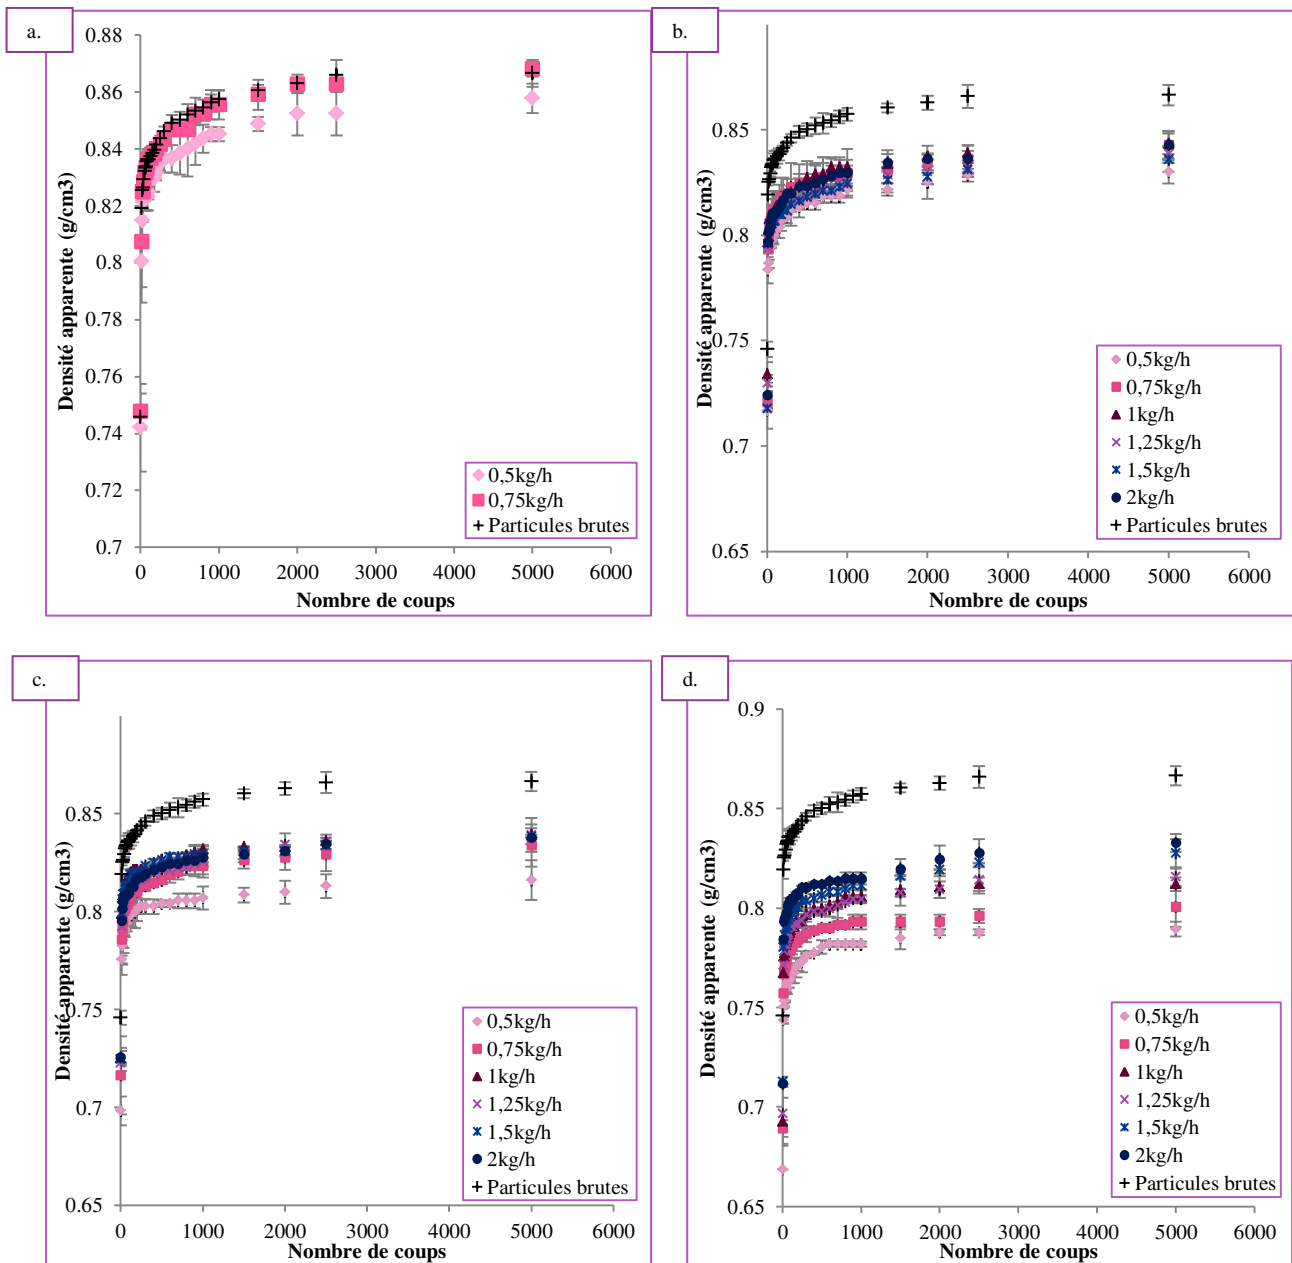 a.
Densité apparente (g/cm3)
0.88
0.86
0.84
0.82
0.8
0.78
0.76
0.74
0.72
0.7
0 1000 2000 3000 4000 5000 6000
Nombre de coups
0,5kg/h
0,75kg/h
Particules brutes
b.
Densité apparente (g/cm3)
0.85
0.8
0.75
0.7
0.65
0 1000 2000 3000 4000 5000 6000
Nombre de coups
0,5kg/h
0,75kg/h
1kg/h
1,25kg/h
1,5kg/h
2kg/h
Particules brutes
c.
Densité apparente (g/cm3)
0.85
0.8
0.75
0.7
0.65
0 1000 2000 3000 4000 5000 6000
Nombre de coups
0,5kg/h
0,75kg/h
1kg/h
1,25kg/h
1,5kg/h
2kg/h
Particules brutes
d.
Densité apparente (g/cm3)
0.9
0.85
0.8
0.75
0.7
0.65
0 1000 2000 3000 4000 5000 6000
Nombre de coups
0,5kg/h
0,75kg/h
1kg/h
1,25kg/h
1,5kg/h
2kg/h
Particules brutes